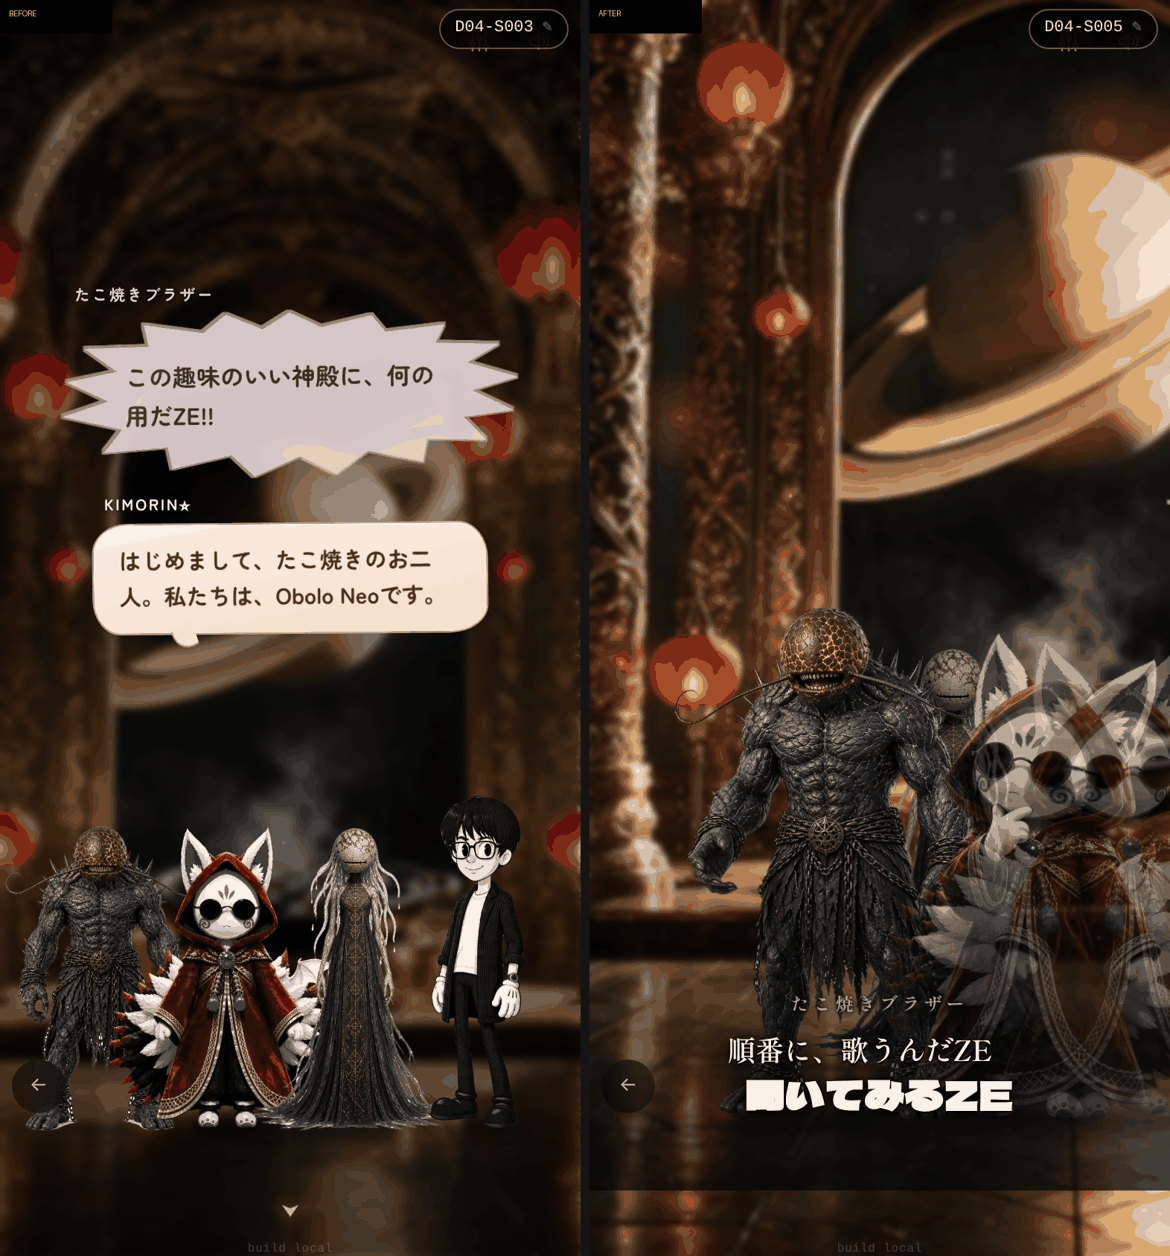 BEFORE
D04-S003 ✎
たこ焼きブラザー
この趣味のいい神殿に、何の
用だZE!!
KIMORIN★
はじめまして、たこ焼きのお二
人。私たちは、Obolo Neoです。
build local
AFTER
D04-S005 ✎
たこ焼きブラザー
順番に、歌うんだZE
聞いてみるZE
build local